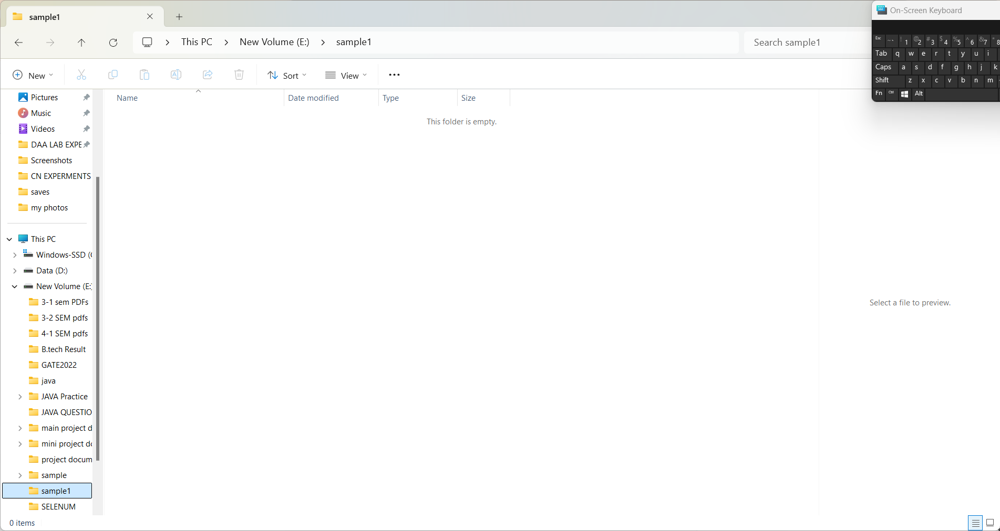 sample1
On-Screen Keyboard
This PC
New Volume (E:)
sample1
Search sample1
Esc ~ ` ! 1 @ 2 # 3 $ 4 % 5 ^ 6 & 7 * 8
Tab q w e r t y u i
Caps a s d f g h j k
Shift z x c v b n m
Fn Ctrl Alt
New
Sort
View
Name Date modified Type Size
This folder is empty.
Pictures
Music
Videos
DAA LAB EXPE
Screenshots
CN EXPERMENTS
saves
my photos
This PC
Windows-SSD (
Data (D:)
New Volume (E:
3-1 sem PDFs
3-2 SEM pdfs
4-1 SEM pdfs
B.tech Result
GATE2022
java
JAVA Practice
JAVA QUESTIO
main project d
mini project do
project docum
sample
sample1
SELENUM
Select a file to preview.
0 items